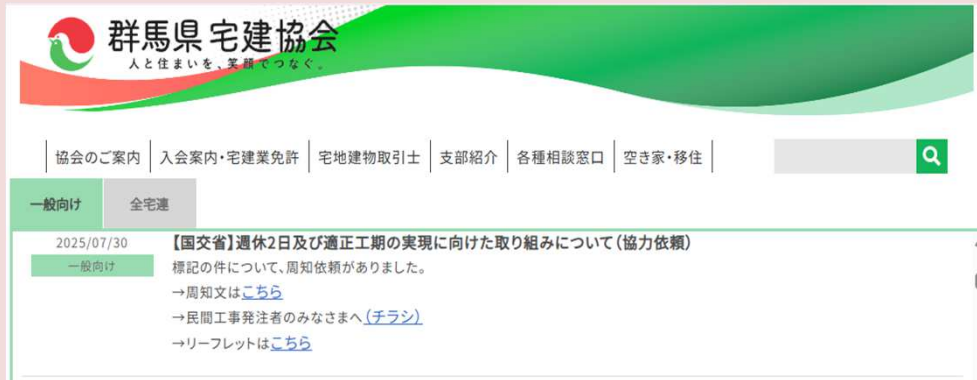 群馬県宅建協会
人と住まいを、笑顔でつなぐ。
協会のご案内 入会案内・宅建業免許 宅地建物取引士 支部紹介 各種相談窓口 空き家・移住
一般向け 全宅連
2025/07/30 【国交省】週休2日及び適正工期の実現に向けた取り組みについて(協力依頼)
一般向け 標記の件について、周知依頼がありました。
→周知文はこちら
→民間工事発注者のみなさまへ(チラシ)
→リーフレットはこちら